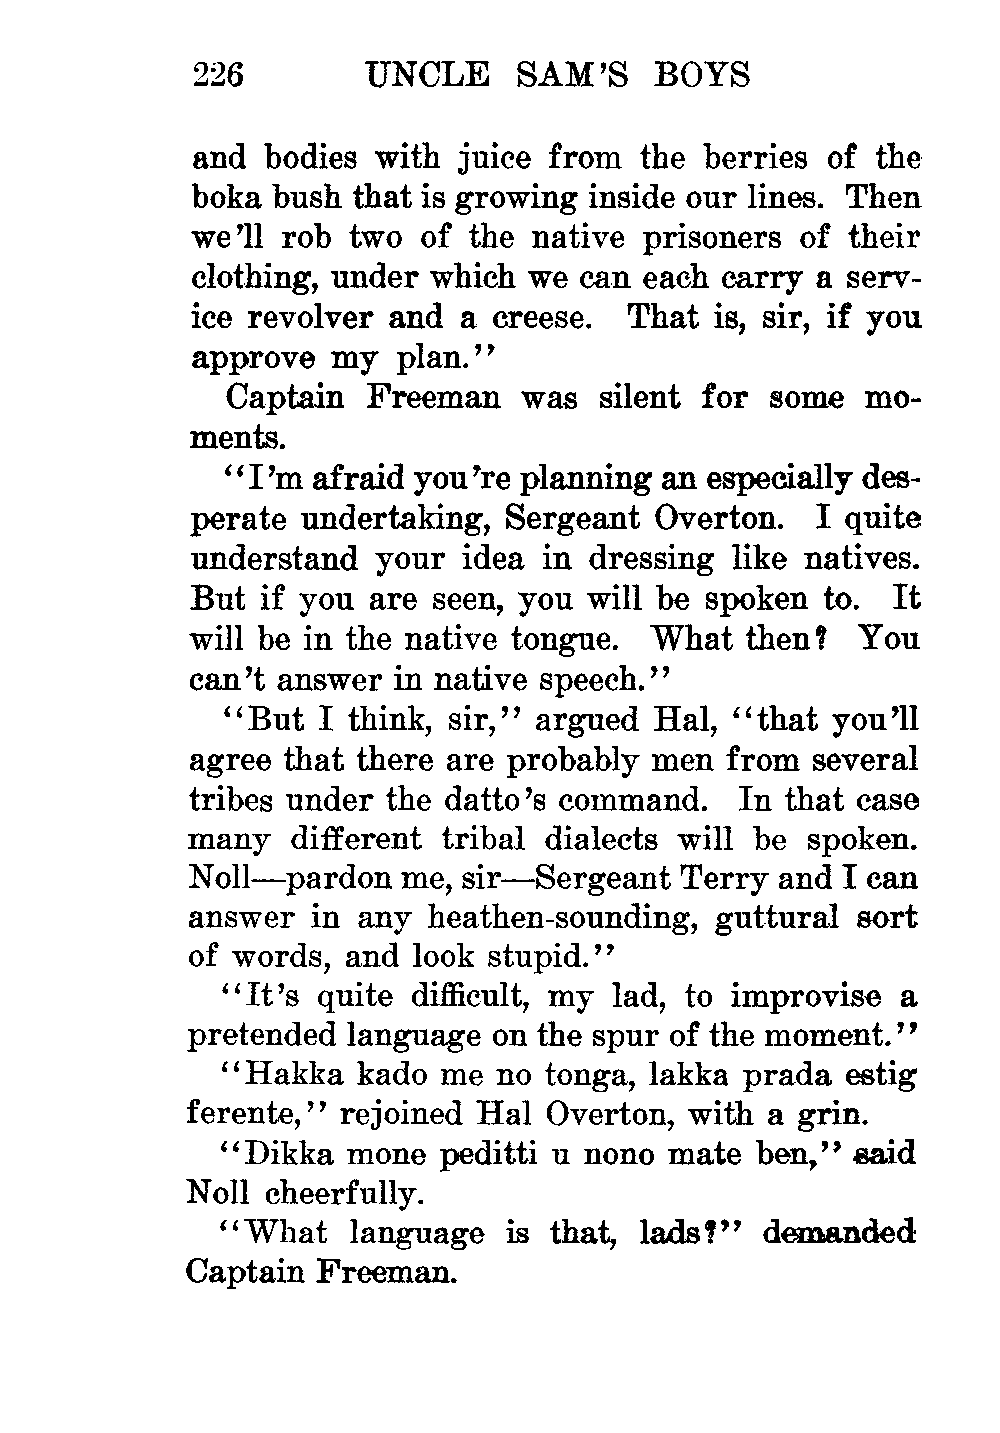 226 UNCLE SAM'S BOYS
and bodies with juice from the berries of the
boka bush that is growing inside our lines. Then
we'll rob two of the native prisoners of their
clothing, under which we can each carry a serv-
ice revolver and a creese. That is, sir, if you
approve my plan."
Captain Freeman was silent for some mo-
ments.
"I'm afraid you're planning an especially des-
perate undertaking, Sergeant Overton. I quite
understand your idea in dressing like natives.
But if you are seen, you will be spoken to. It
will be in the native tongue. What then? You
can't answer in native speech."
"But I think, sir," argued Hal, "that you'll
agree that there are probably men from several
tribes under the datto's command. In that case
many different tribal dialects will be spoken.
Noll—pardon me, sir—Sergeant Terry and I can
answer in any heathen-sounding, guttural sort
of words, and look stupid."
"It's quite difficult, my lad, to improvise a
pretended language on the spur of the moment."
"Hakka kado me no tonga, lakka prada estig
ferente," rejoined Hal Overton, with a grin.
"Dikka mone peditti u nono mate ben," said
Noll cheerfully.
"What language is that, lads?" demanded
Captain Freeman.